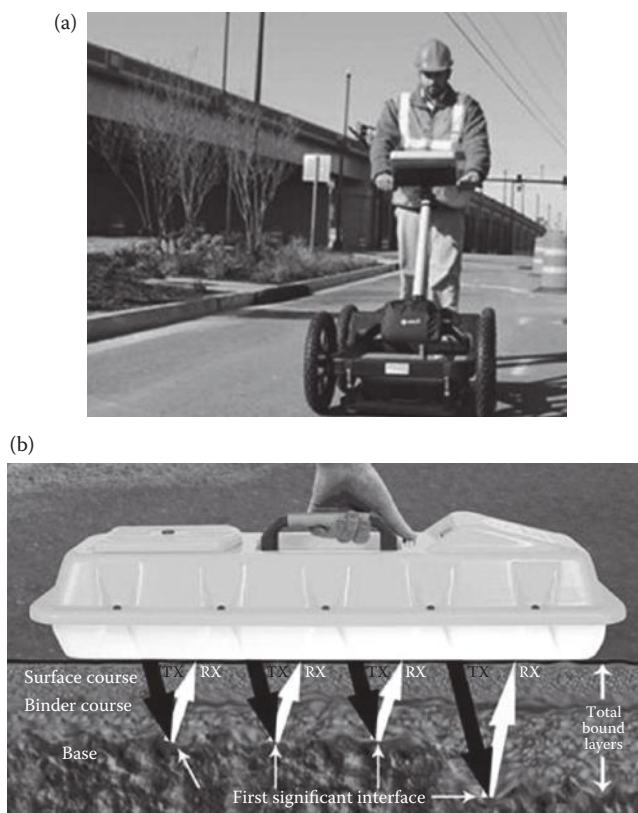 (a)
(b)
TX RX TX RX TX RX TX RX
Surface course
Binder course
Total
bound
layers
Base
First significant interface